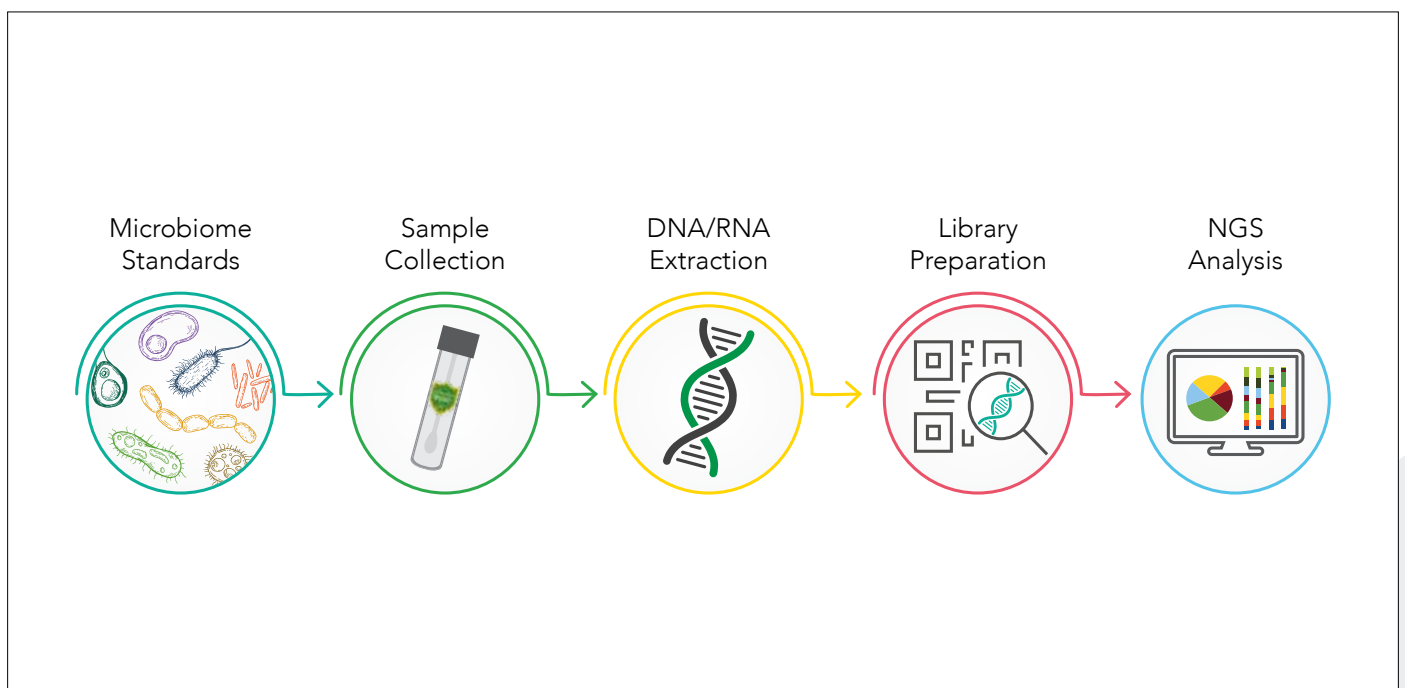 Microbiome
Standards
Sample
Collection
DNA/RNA
Extraction
Library
Preparation
NGS
Analysis